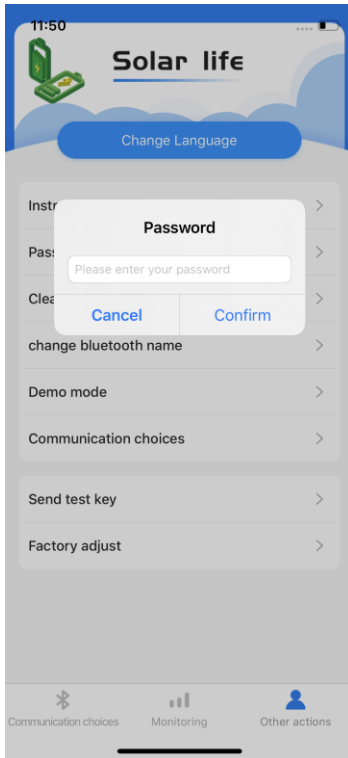 11:50
Solar life
Change Language
Password
Please enter your password
Cancel
Confirm
change bluetooth name
Demo mode
Communication choices
Send test key
Factory adjust
Communication choices
Monitoring
Other actions